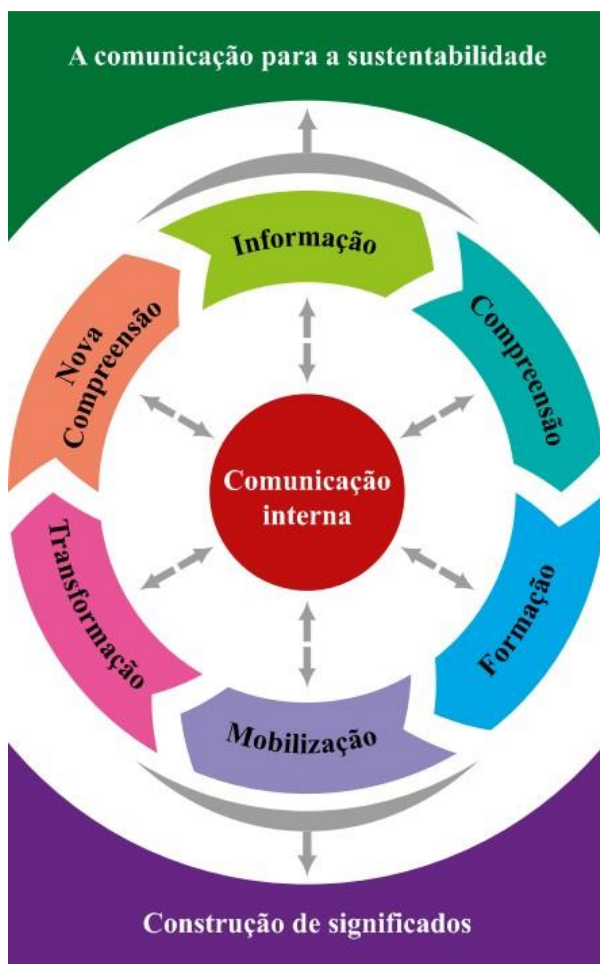 A comunicação para a sustentabilidade
Informação
Compreensão
Formação
Mobilização
Transformação
Nova
Compreensão
Comunicação
interna
Construção de significados